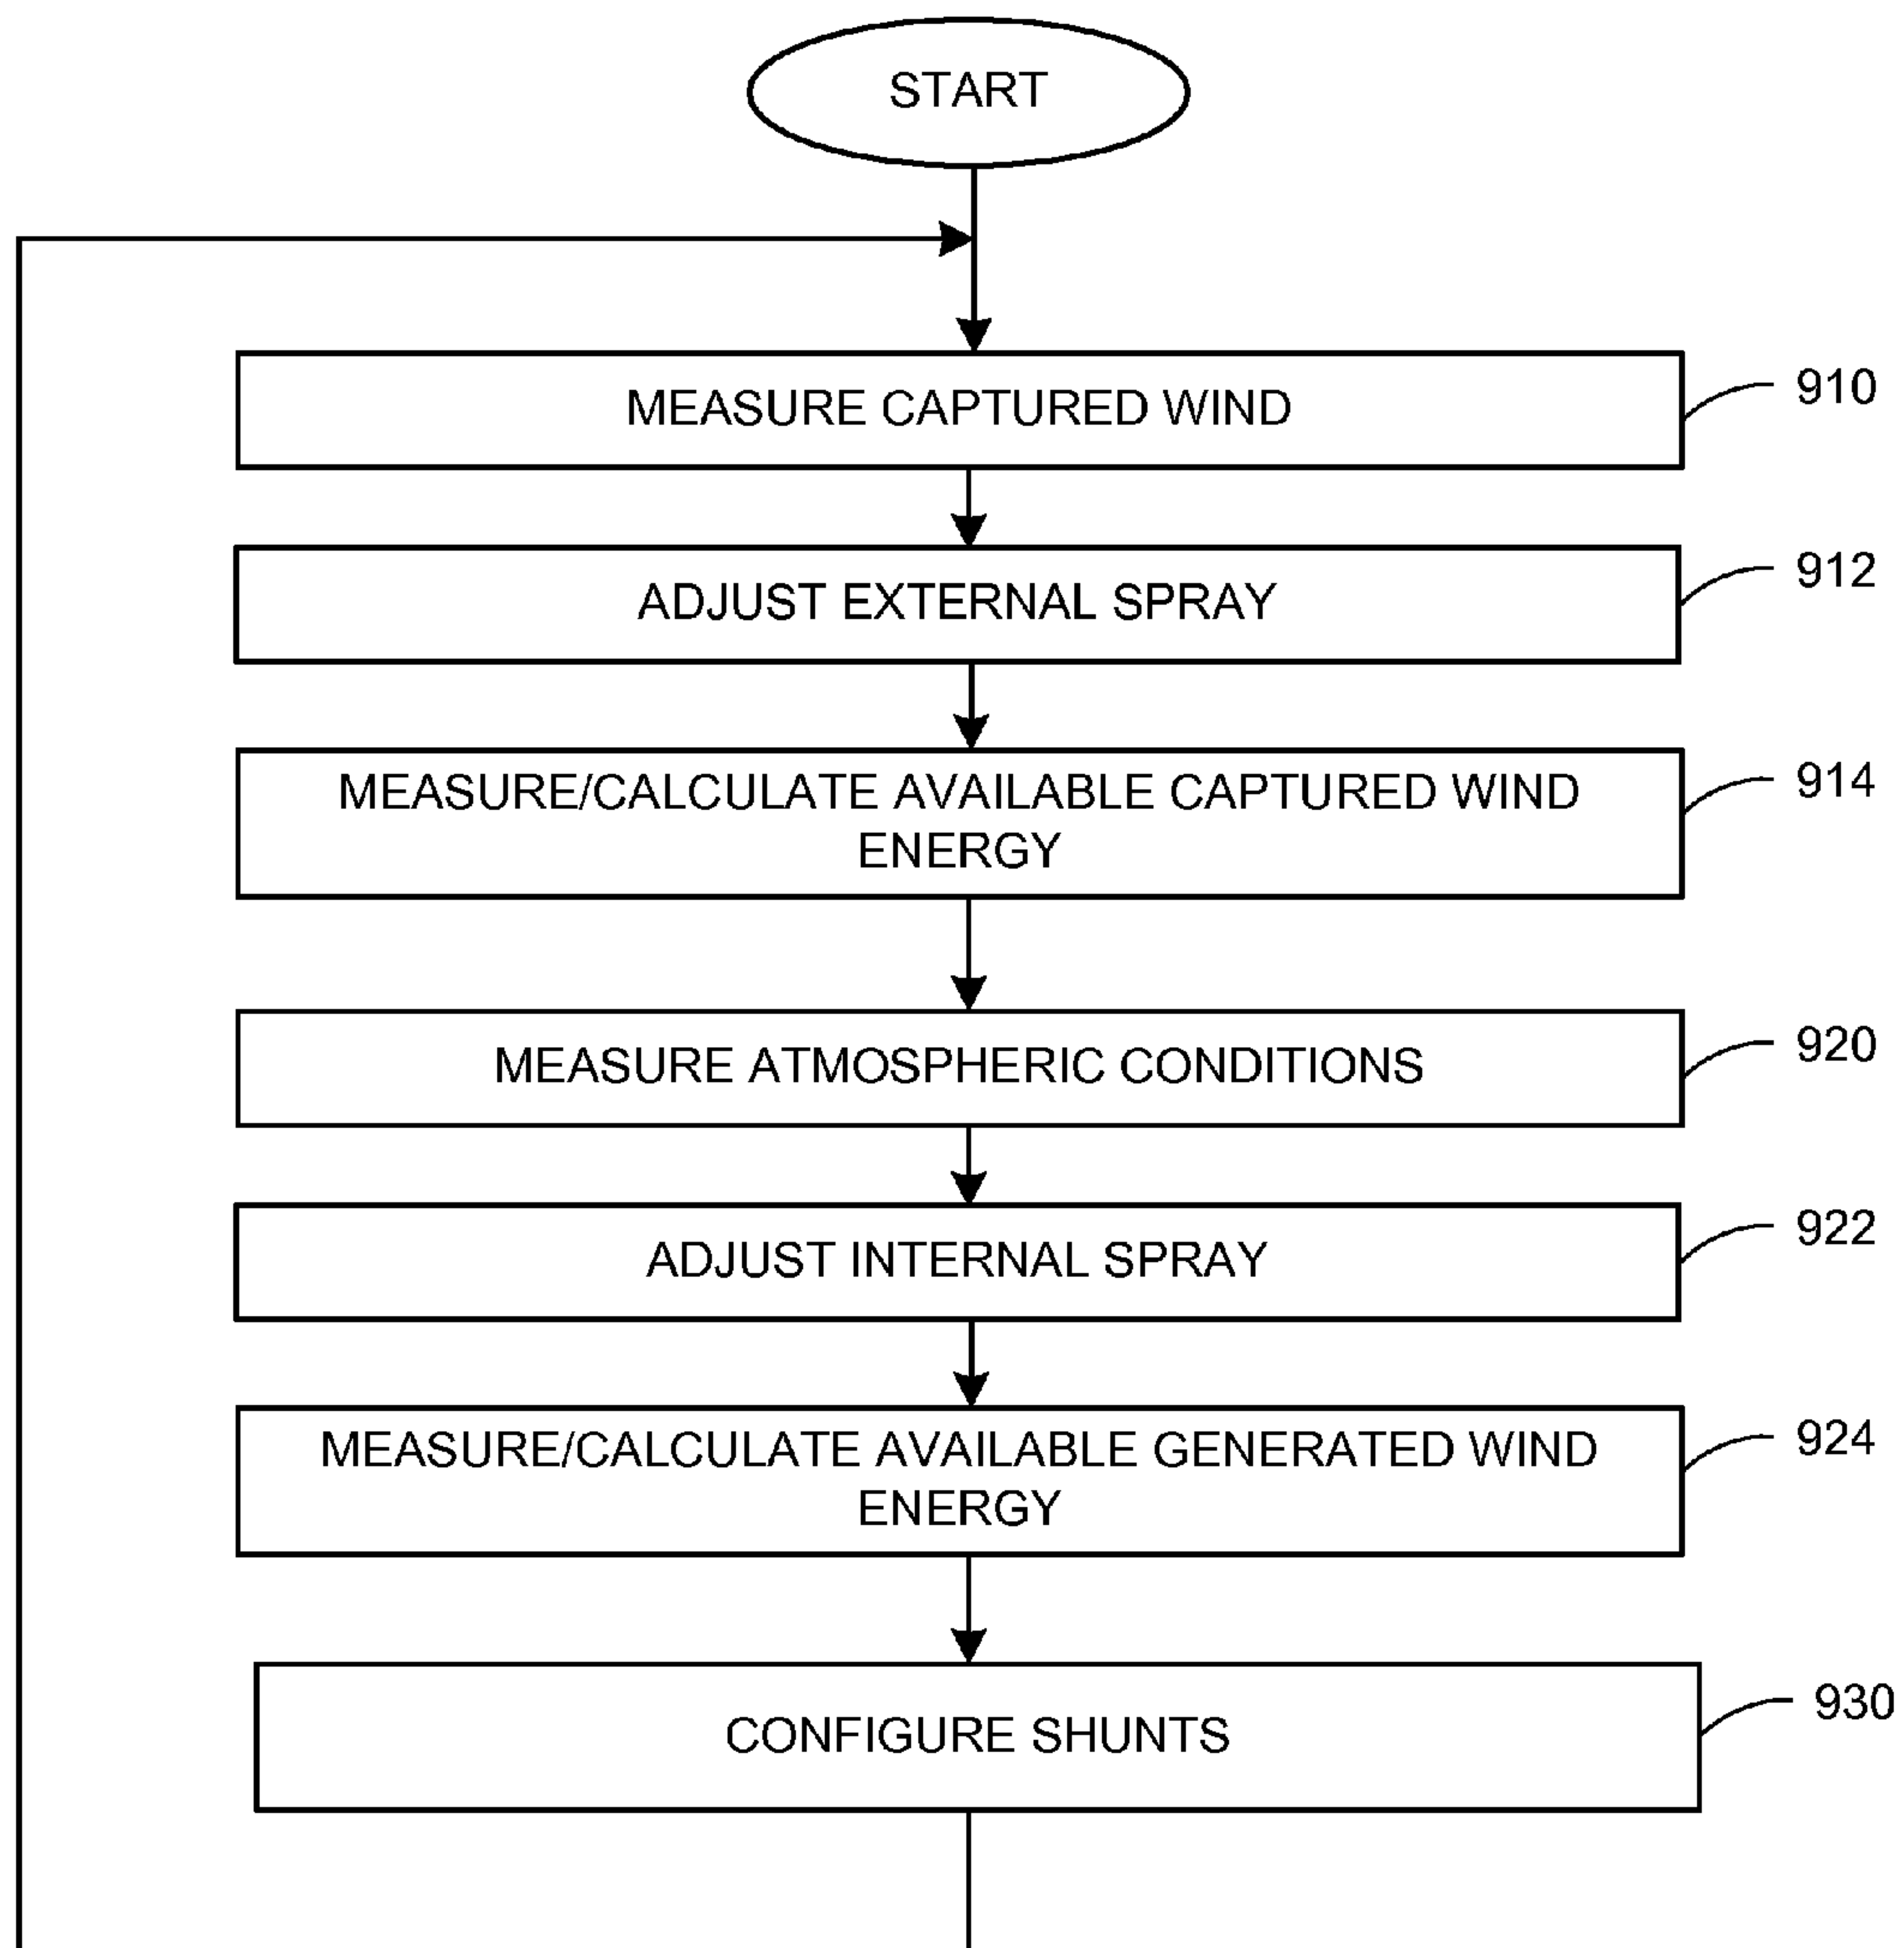 START
MEASURE CAPTURED WIND
910
ADJUST EXTERNAL SPRAY
912
MEASURE/CALCULATE AVAILABLE CAPTURED WIND
ENERGY
914
MEASURE ATMOSPHERIC CONDITIONS
920
ADJUST INTERNAL SPRAY
922
MEASURE/CALCULATE AVAILABLE GENERATED WIND
ENERGY
924
CONFIGURE SHUNTS
930